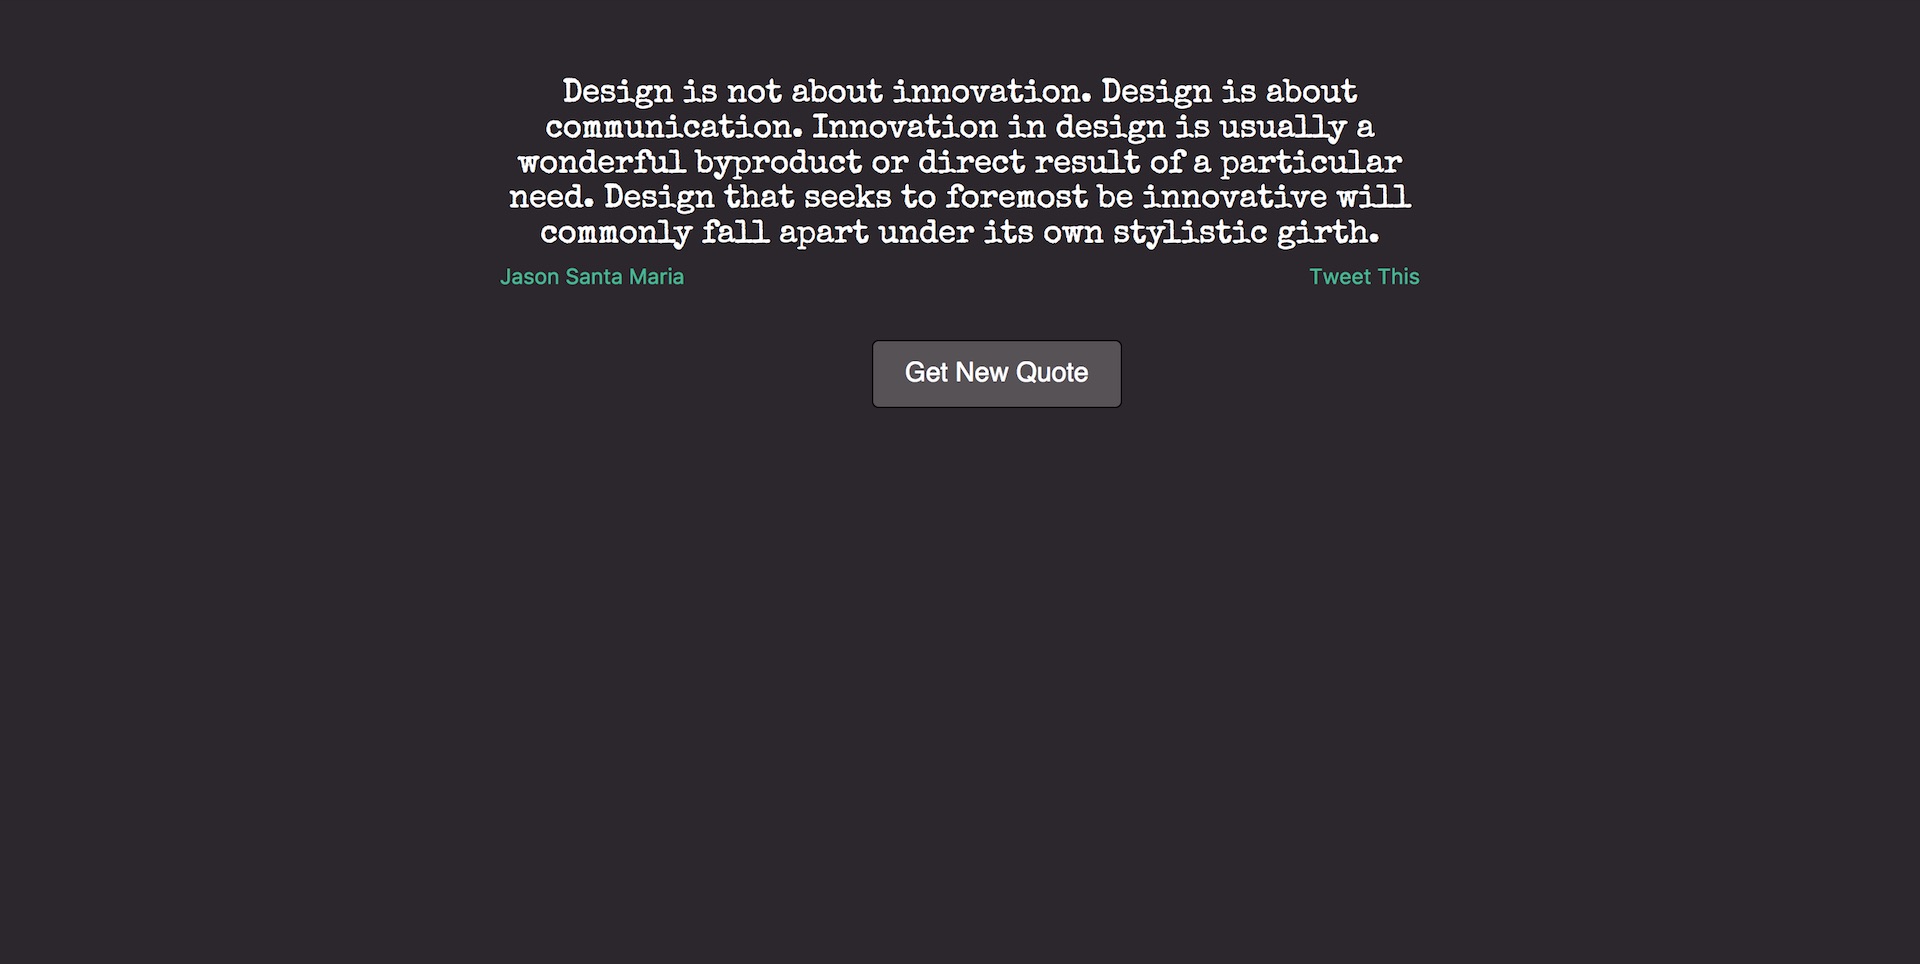 Design is not about innovation. Design is about
communication. Innovation in design is usually a
wonderful byproduct or direct result of a particular
need. Design that seeks to foremost be innovative will
commonly fall apart under its own stylistic girth.
Jason Santa Maria
Tweet This
Get New Quote